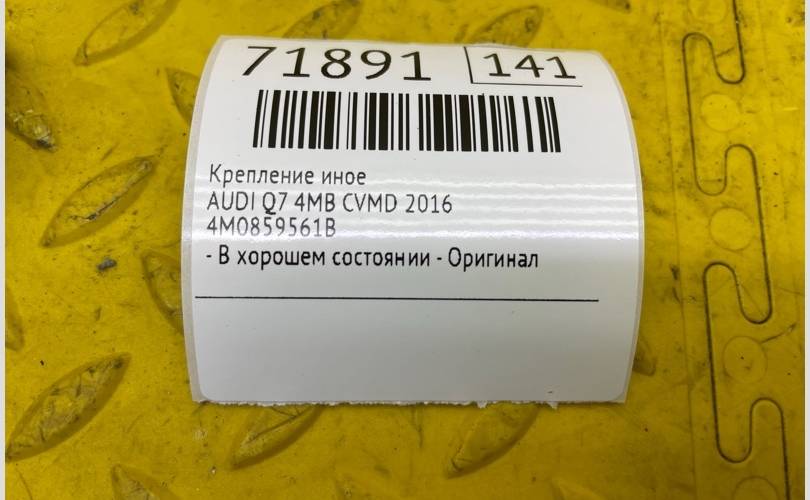 71891 141
Крепление иное
AUDI Q7 4MB CVMD 2016
4M0859561B
- В хорошем состоянии - Оригинал